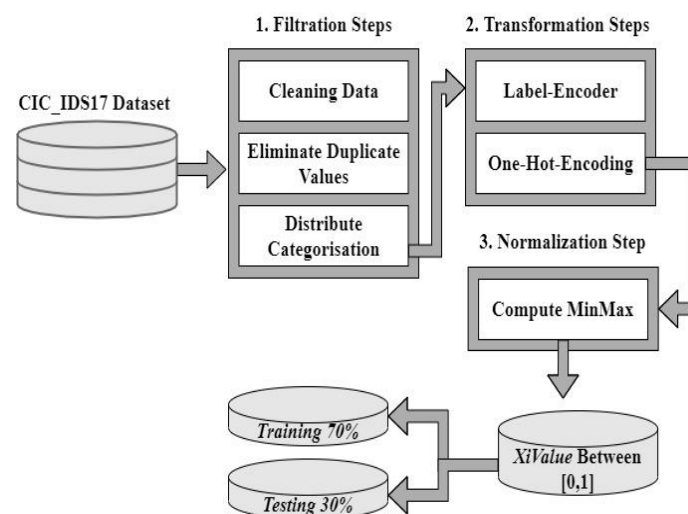 1. Filtration Steps
2. Transformation Steps
CIC_IDS17 Dataset
Cleaning Data
Eliminate Duplicate
Values
Distribute
Categorisation
Label-Encoder
One-Hot-Encoding
3. Normalization Step
Compute MinMax
XiValue Between
[0,1]
Training 70%
Testing 30%